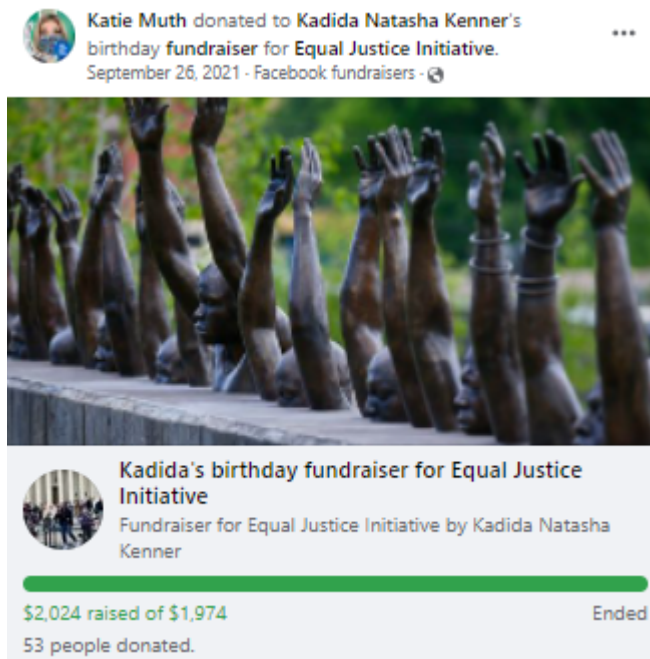 Katie Muth donated to Kadida Natasha Kenner's
birthday fundraiser for Equal Justice Initiative.
September 26, 2021 · Facebook fundraisers ·
Kadida's birthday fundraiser for Equal Justice
Initiative
Fundraiser for Equal Justice Initiative by Kadida Natasha
Kenner
$2,024 raised of $1,974
Ended
53 people donated.